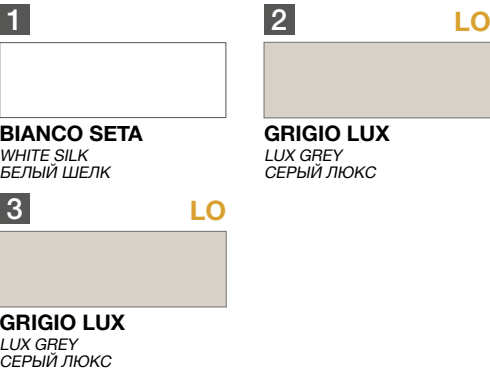 1
BIANCO SETA
WHITE SILK
БЕЛЫЙ ШЕЛК
2 LO
GRIGIO LUX
LUX GREY
СЕРЫЙ ЛЮКС
3 LO
GRIGIO LUX
LUX GREY
СЕРЫЙ ЛЮКС